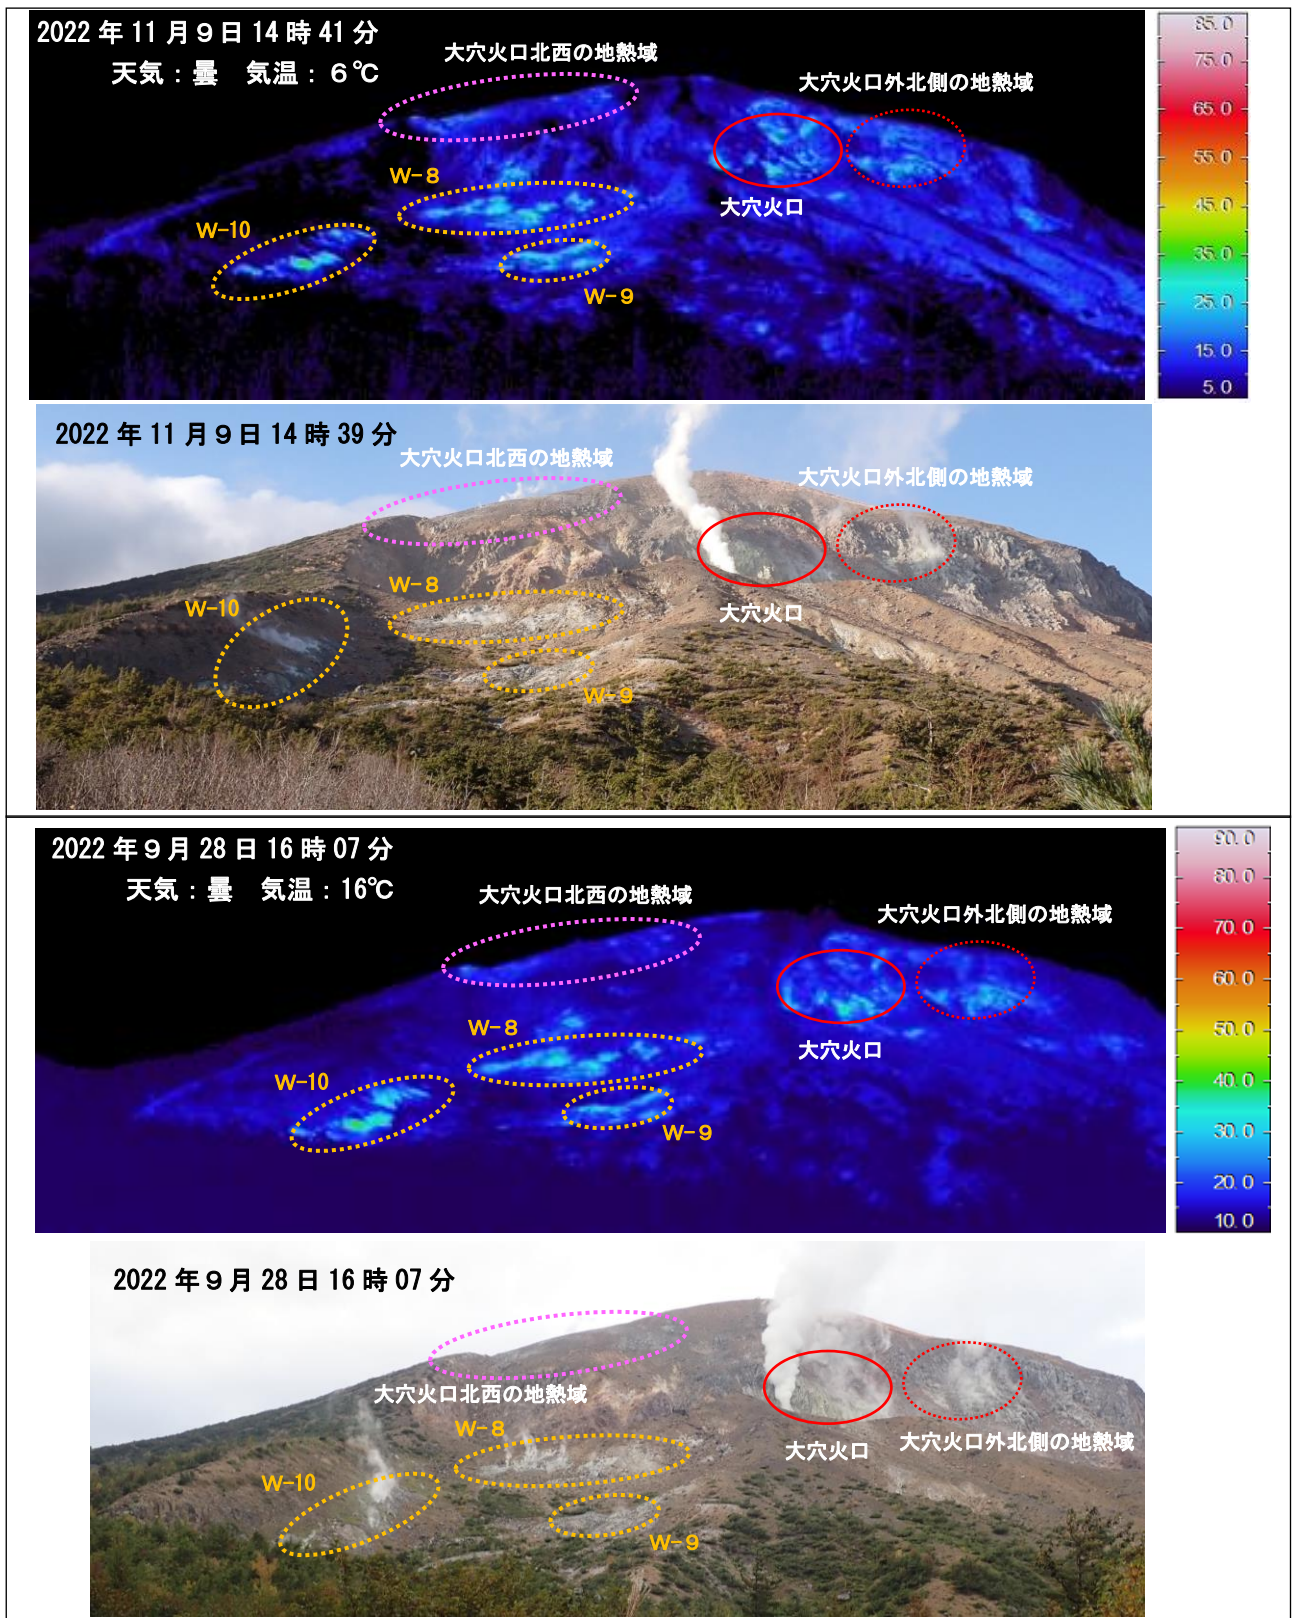 2022年11月9日14時41分
天気：曇　気温：６℃
大穴火口北西の地熱域
大穴火口外北側の地熱域
W-8
大穴火口
W-10
W-9
85.0
75.0
65.0
55.0
45.0
35.0
25.0
15.0
5.0
2022年11月9日14時39分
大穴火口北西の地熱域
大穴火口外北側の地熱域
W-8
W-10
大穴火口
W-9
2022年9月28日16時07分
天気：曇　気温：16℃
大穴火口北西の地熱域
大穴火口外北側の地熱域
W-8
大穴火口
W-10
W-9
90.0
80.0
70.0
60.0
50.0
40.0
30.0
20.0
10.0
2022年9月28日16時07分
大穴火口北西の地熱域
W-8
大穴火口
大穴火口外北側の地熱域
W-10
W-9